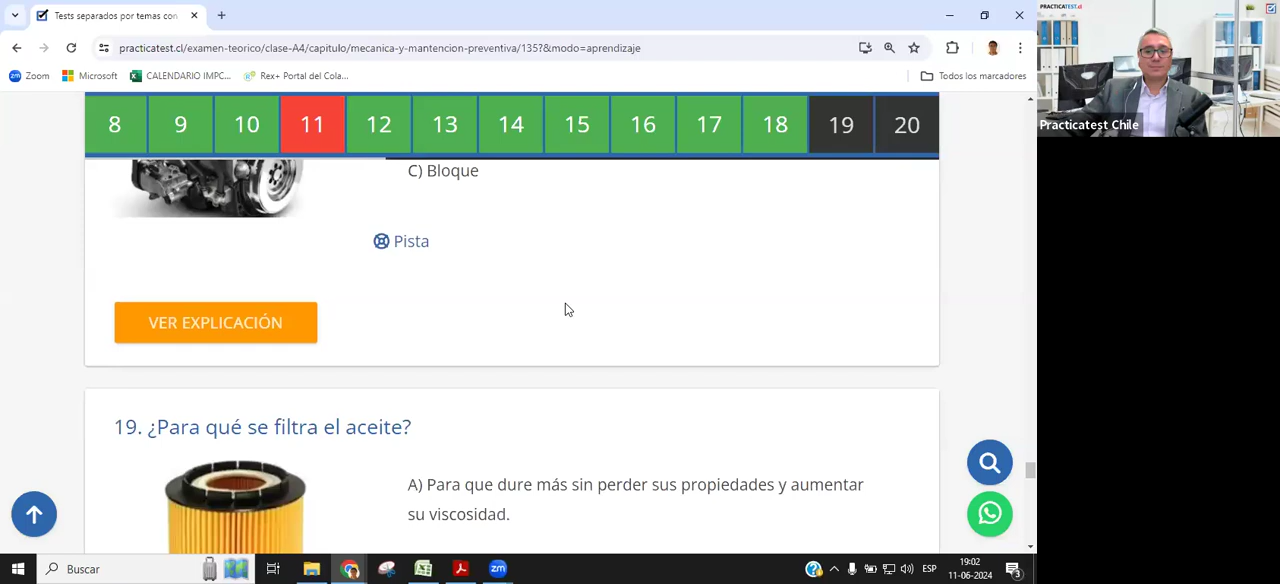 Tests separados por temas con
practicatest.cl/examen-teorico/clase-A4/capitulo/mecanica-y-mantencion-preventiva/135?&modo=aprendizaje
Zoom
Microsoft
CALENDARIO IMPC...
Rex+ Portal del Cola...
Todos los marcadores
8 9 10 11 12 13 14 15 16 17 18 19 20
C) Bloque
Pista
VER EXPLICACIÓN
19. ¿Para qué se filtra el aceite?
A) Para que dure más sin perder sus propiedades y aumentar
su viscosidad.
Buscar
ESP
19:02
11-06-2024
3
PRACTICATEST.cl
Practicatest Chile